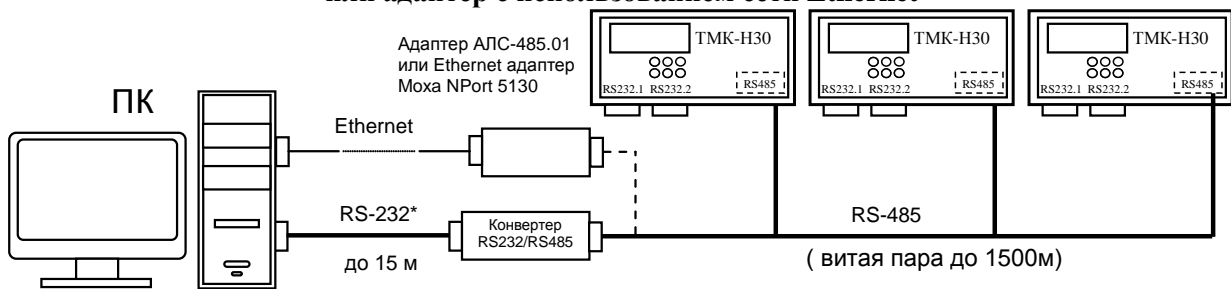 или адаптер с использованием сети Ethernet
Адаптер АЛС-485.01
или Ethernet адаптер
Moxa NPort 5130
ТМК-Н30
RS232.1 RS232.2
RS485
ТМК-Н30
RS232.1 RS232.2
RS485
ТМК-Н30
RS232.1 RS232.2
RS485
ПК
Ethernet
RS-232*
до 15 м
Конвертер
RS232/RS485
RS-485
( витая пара до 1500м)